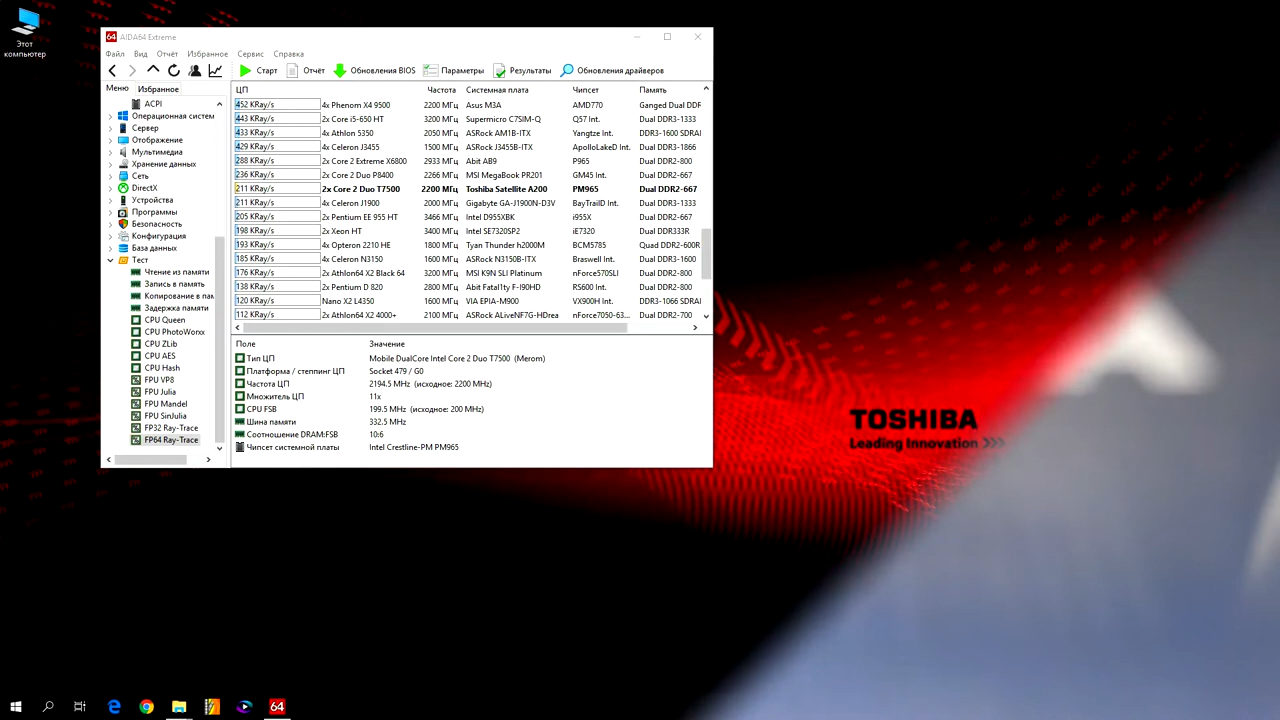 Этот
компьютер
64 AIDA64 Extreme
Файл Вид Отчёт Избранное Сервис Справка
Старт Отчёт Обновления BIOS Параметры Результаты Обновления драйверов
Меню Избранное
ACPI
Операционная систем
Сервер
Отображение
Мультимедиа
Хранение данных
Сеть
DirectX
Устройства
Программы
Безопасность
Конфигурация
База данных
Тест
Чтение из памяти
Запись в память
Копирование в пам
Задержка памяти
CPU Queen
CPU PhotoWorxx
CPU ZLib
CPU AES
CPU Hash
FPU VP8
FPU Julia
FPU Mandel
FPU SinJulia
FP32 Ray-Trace
FP64 Ray-Trace
ЦП Частота Системная плата Чипсет Память
452 KRay/s 4x Phenom X4 9500 2200 МГц Asus M3A AMD770 Ganged Dual DDR
443 KRay/s 2x Core i5-650 HT 3200 МГц Supermicro C7SIM-Q Q57 Int. Dual DDR3-1333
433 KRay/s 4x Athlon 5350 2050 МГц ASRock AM1B-ITX Yangtze Int. DDR3-1600 SDRAI
429 KRay/s 4x Celeron J3455 1500 МГц ASRock J3455B-ITX ApolloLakeD Int. Dual DDR3-1866
288 KRay/s 2x Core 2 Extreme X6800 2933 МГц Abit AB9 P965 Dual DDR2-800
236 KRay/s 2x Core 2 Duo P8400 2266 МГц MSI MegaBook PR201 GM45 Int. Dual DDR2-667
211 KRay/s 2x Core 2 Duo T7500 2200 МГц Toshiba Satellite A200 PM965 Dual DDR2-667
211 KRay/s 4x Celeron J1900 2000 МГц Gigabyte GA-J1900N-D3V BayTrailD Int. Dual DDR3-1333
205 KRay/s 2x Pentium EE 955 HT 3466 МГц Intel D955XBK i955X Dual DDR2-667
198 KRay/s 2x Xeon HT 3400 МГц Intel SE7320SP2 iE7320 Dual DDR333R
193 KRay/s 4x Opteron 2210 HE 1800 МГц Tyan Thunder h2000M BCM5785 Quad DDR2-600R
185 KRay/s 4x Celeron N3150 1600 МГц ASRock N3150B-ITX Braswell Int. Dual DDR3-1600
176 KRay/s 2x Athlon64 X2 Black 64 3200 МГц MSI K9N SLI Platinum nForce570SLI Dual DDR2-800
138 KRay/s 2x Pentium D 820 2800 МГц Abit Fatal1ty F-I90HD RS600 Int. Dual DDR2-800
120 KRay/s Nano X2 L4350 1600 МГц VIA EPIA-M900 VX900H Int. DDR3-1066 SDRAI
112 KRay/s 2x Athlon64 X2 4000+ 2100 МГц ASRock ALiveNF7G-HDrea nForce7050-63... Dual DDR2-700
Поле Значение
Тип ЦП Mobile DualCore Intel Core 2 Duo T7500 (Merom)
Платформа / степпинг ЦП Socket 479 / G0
Частота ЦП 2194.5 MHz (исходное: 2200 MHz)
Множитель ЦП 11x
CPU FSB 199.5 MHz (исходное: 200 MHz)
Шина памяти 332.5 MHz
Соотношение DRAM:FSB 10:6
Чипсет системной платы Intel Crestline-PM PM965
TOSHIBA
Leading Innovation >>>
64